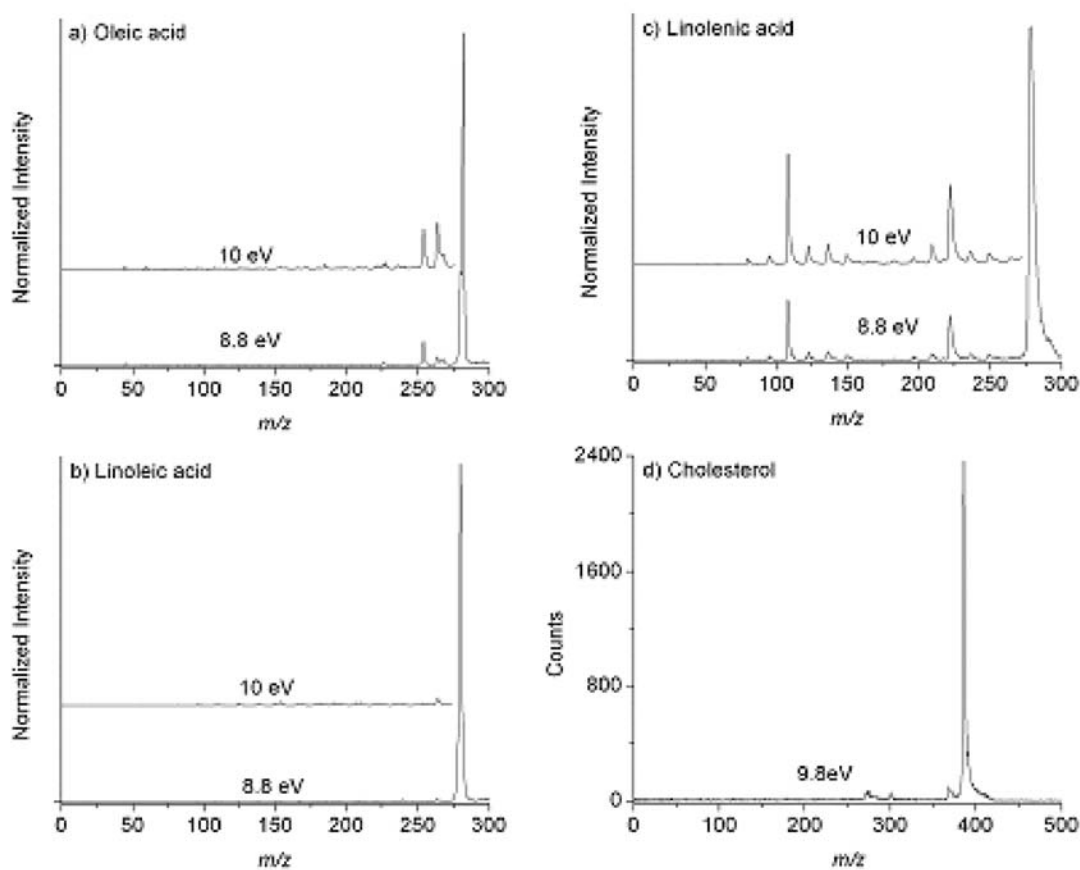 a) Oleic acid
Normalized Intensity
10 eV
8.8 eV
0 50 100 150 200 250 300
m/z
c) Linolenic acid
Normalized Intensity
10 eV
8.8 eV
0 50 100 150 200 250 300
m/z
b) Linoleic acid
Normalized Intensity
10 eV
8.8 eV
0 50 100 150 200 250 300
m/z
d) Cholesterol
Counts
2400
1600
800
0
9.8eV
0 100 200 300 400 500
m/z